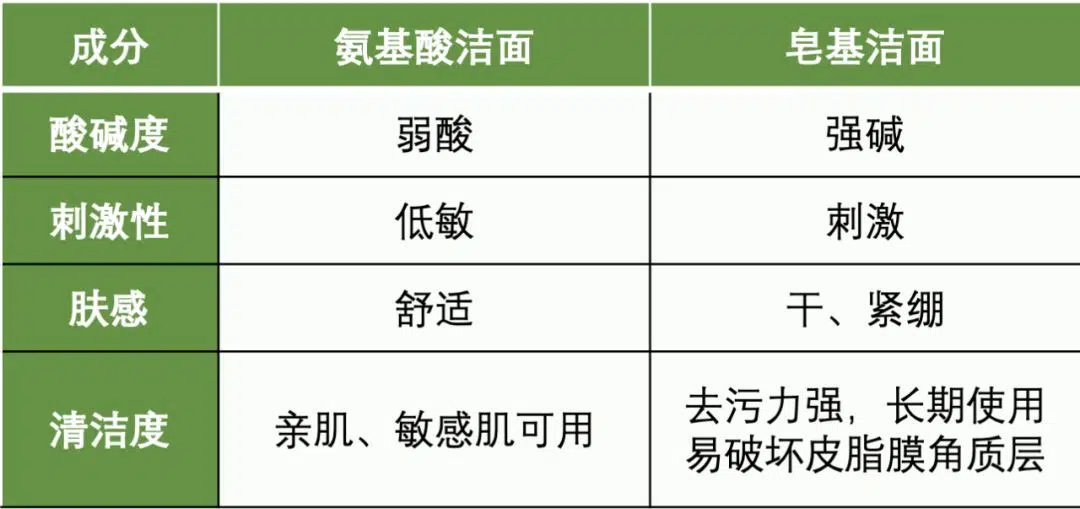 成分 氨基酸洁面 皂基洁面
酸碱度 弱酸 强碱
刺激性 低敏 刺激
肤感 舒适 干、紧绷
清洁度 亲肌、敏感肌可用 去污力强，长期使用
易破坏皮脂膜角质层